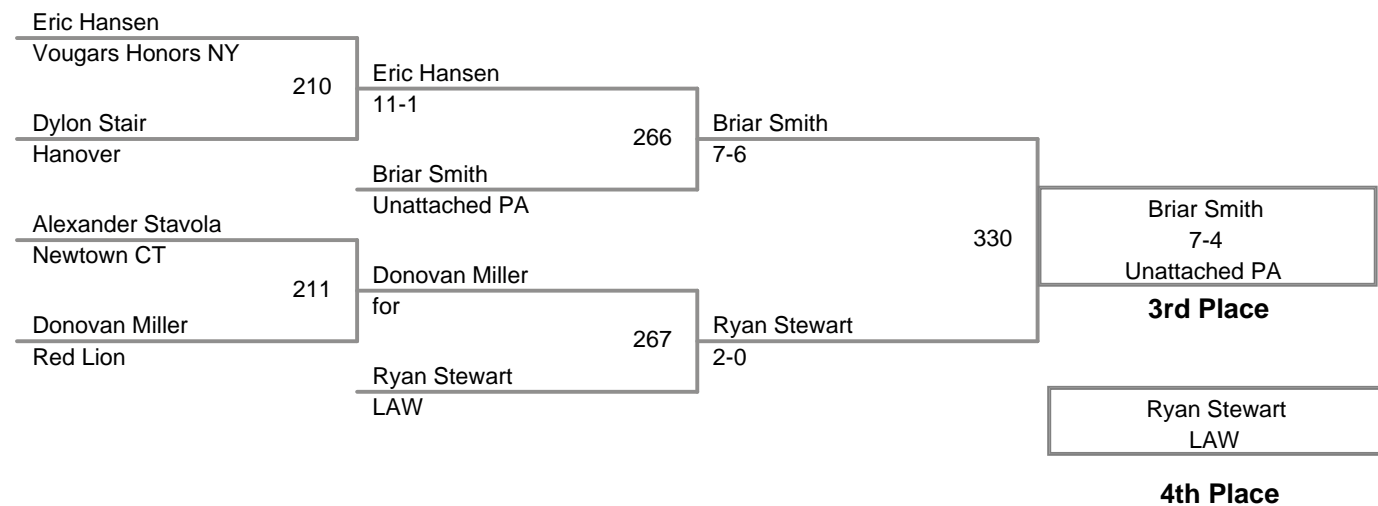 Eric Hansen
Vougars Honors NY
210
Eric Hansen
11-1
Dylon Stair
Hanover
266
Briar Smith
7-6
Briar Smith
Unattached PA
Alexander Stavola
Newtown CT
330
Briar Smith
7-4
Unattached PA
3rd Place
211
Donovan Miller
for
Donovan Miller
Red Lion
267
Ryan Stewart
2-0
Ryan Stewart
LAW
Ryan Stewart
LAW
4th Place